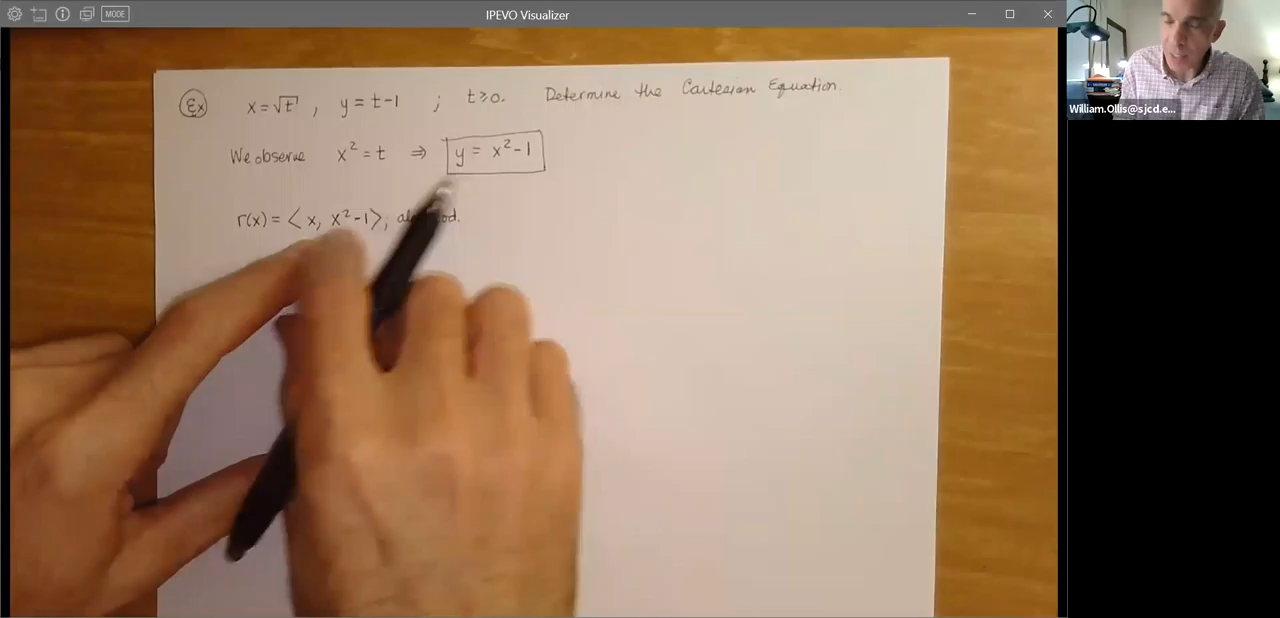 MODE
IPEVO Visualizer
William.Ollis@sjcd.e...
Ex x = √t , y = t-1 ; t ≥ 0. Determine the Cartesian Equation.
We observe x² = t ⇒ y = x²-1
r(x) = ⟨ x, x²-1 ⟩;